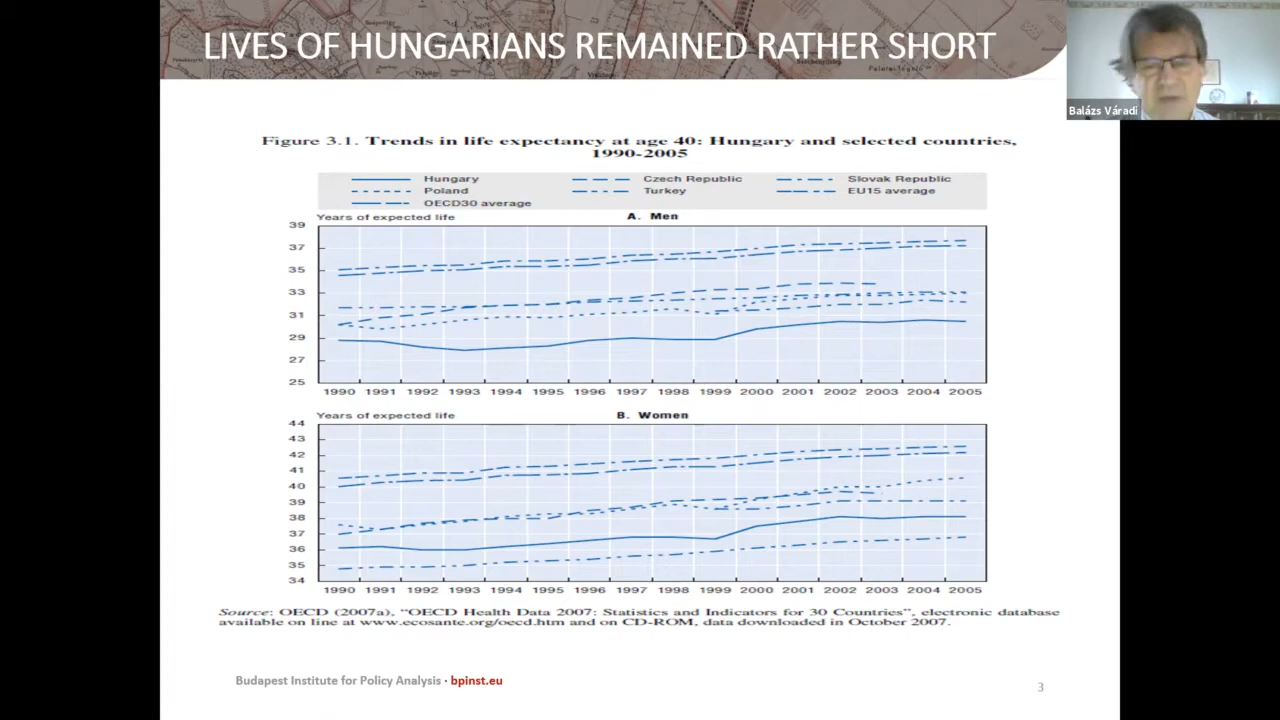 LIVES OF HUNGARIANS REMAINED RATHER SHORT
Balázs Váradi
Figure 3.1. Trends in life expectancy at age 40: Hungary and selected countries,
1990-2005
Hungary Czech Republic Slovak Republic
Poland Turkey EU15 average
OECD30 average
Years of expected life A. Men
39
37
35
33
31
29
27
25
1990 1991 1992 1993 1994 1995 1996 1997 1998 1999 2000 2001 2002 2003 2004 2005
Years of expected life B. Women
44
43
42
41
40
39
38
37
36
35
34
1990 1991 1992 1993 1994 1995 1996 1997 1998 1999 2000 2001 2002 2003 2004 2005
Source: OECD (2007a), “OECD Health Data 2007: Statistics and Indicators for 30 Countries”, electronic database
available on line at www.ecosante.org/oecd.htm and on CD-ROM, data downloaded in October 2007.
Budapest Institute for Policy Analysis · bpinst.eu
3